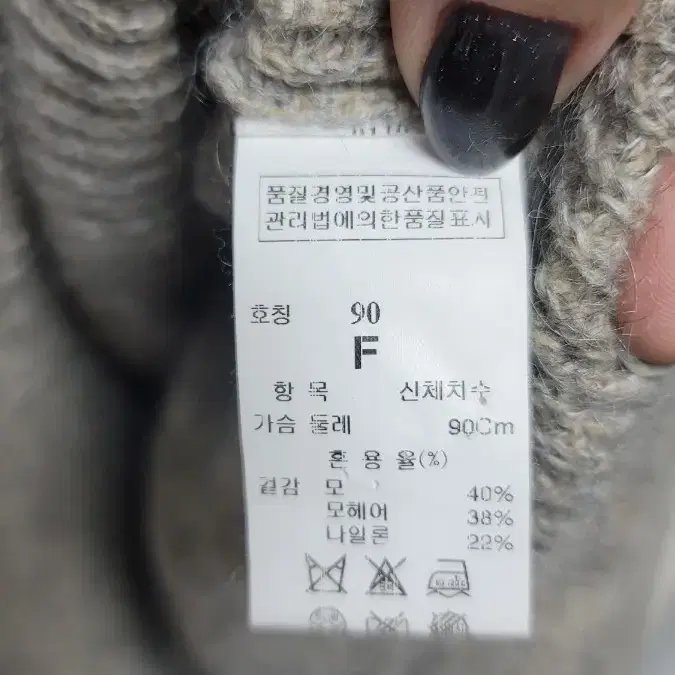 품질경영및공산품안전
관리법에의한품질표시
호칭 90
F
항 목 신체치수
가슴 둘레 90Cm
혼 용 율(%)
겉감 모 40%
모헤어 38%
나일론 22%